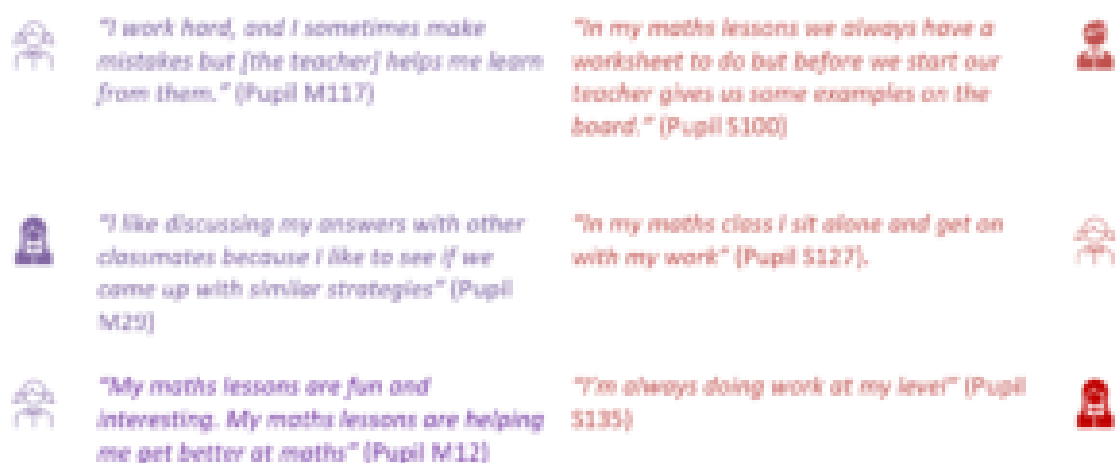 "I work hard, and I sometimes make
mistakes but [the teacher] helps me learn
from them." (Pupil M117)
"I like discussing my answers with other
classmates because I like to see if we
came up with similar strategies" (Pupil
M29)
"My maths lessons are fun and
interesting. My maths lessons are helping
me get better at maths" (Pupil M12)
"In my maths lessons we always have a
worksheet to do but before we start our
teacher gives us some examples on the
board." (Pupil S100)
"In my maths class I sit alone and get on
with my work" (Pupil S127).
"I'm always doing work at my level" (Pupil
S135)